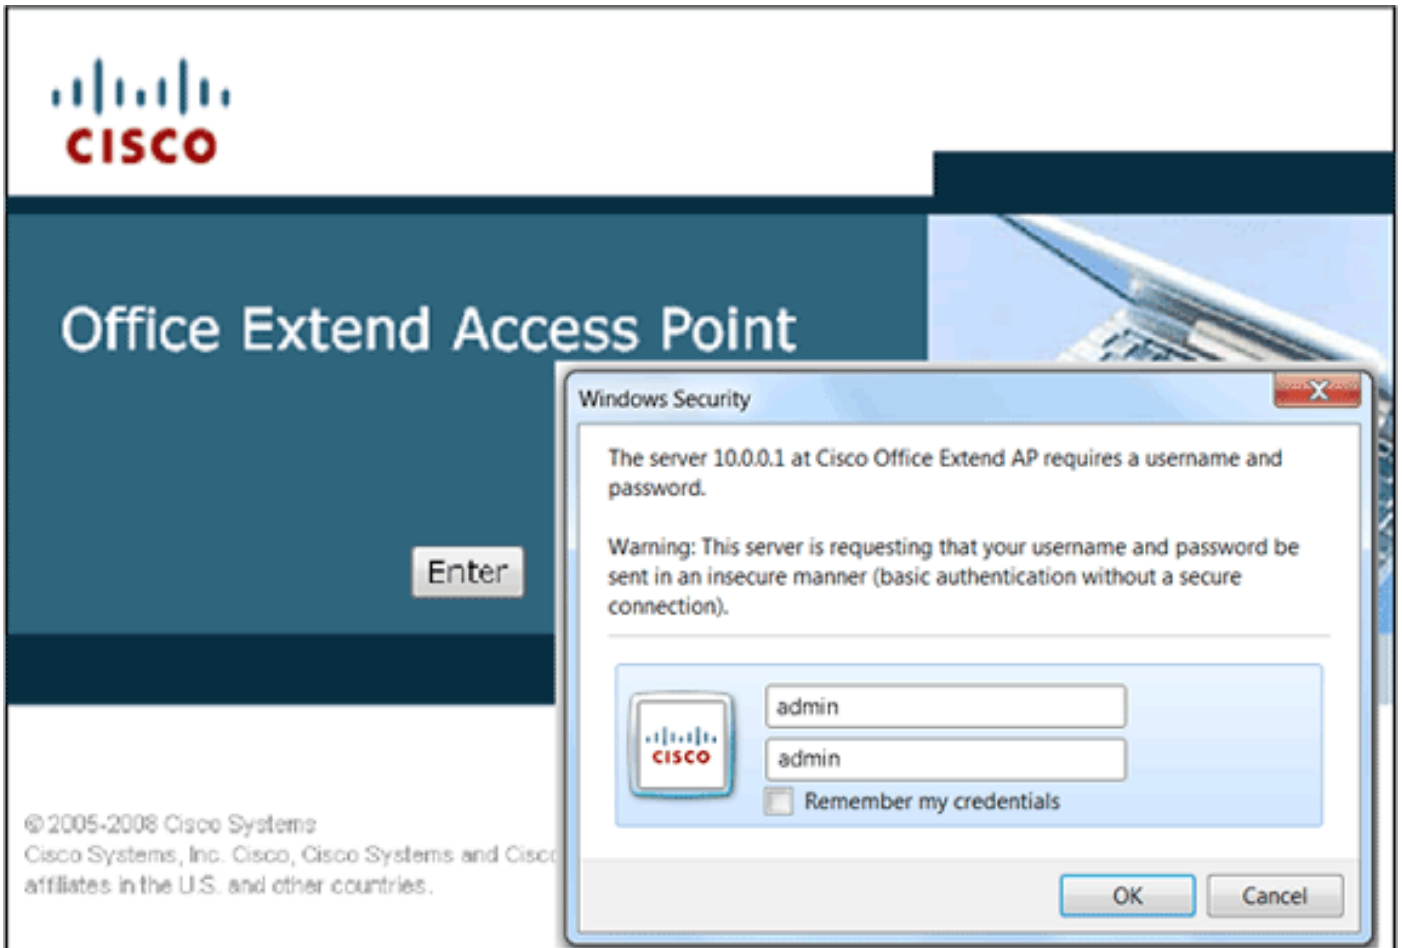 CISCO
Office Extend Access Point
Enter
© 2005-2008 Cisco Systems
Cisco Systems, Inc. Cisco, Cisco Systems and Cisco
affiliates in the U.S. and other countries.
Windows Security
X
The server 10.0.0.1 at Cisco Office Extend AP requires a username and
password.
Warning: This server is requesting that your username and password be
sent in an insecure manner (basic authentication without a secure
connection).
CISCO
admin
admin
Remember my credentials
OK
Cancel